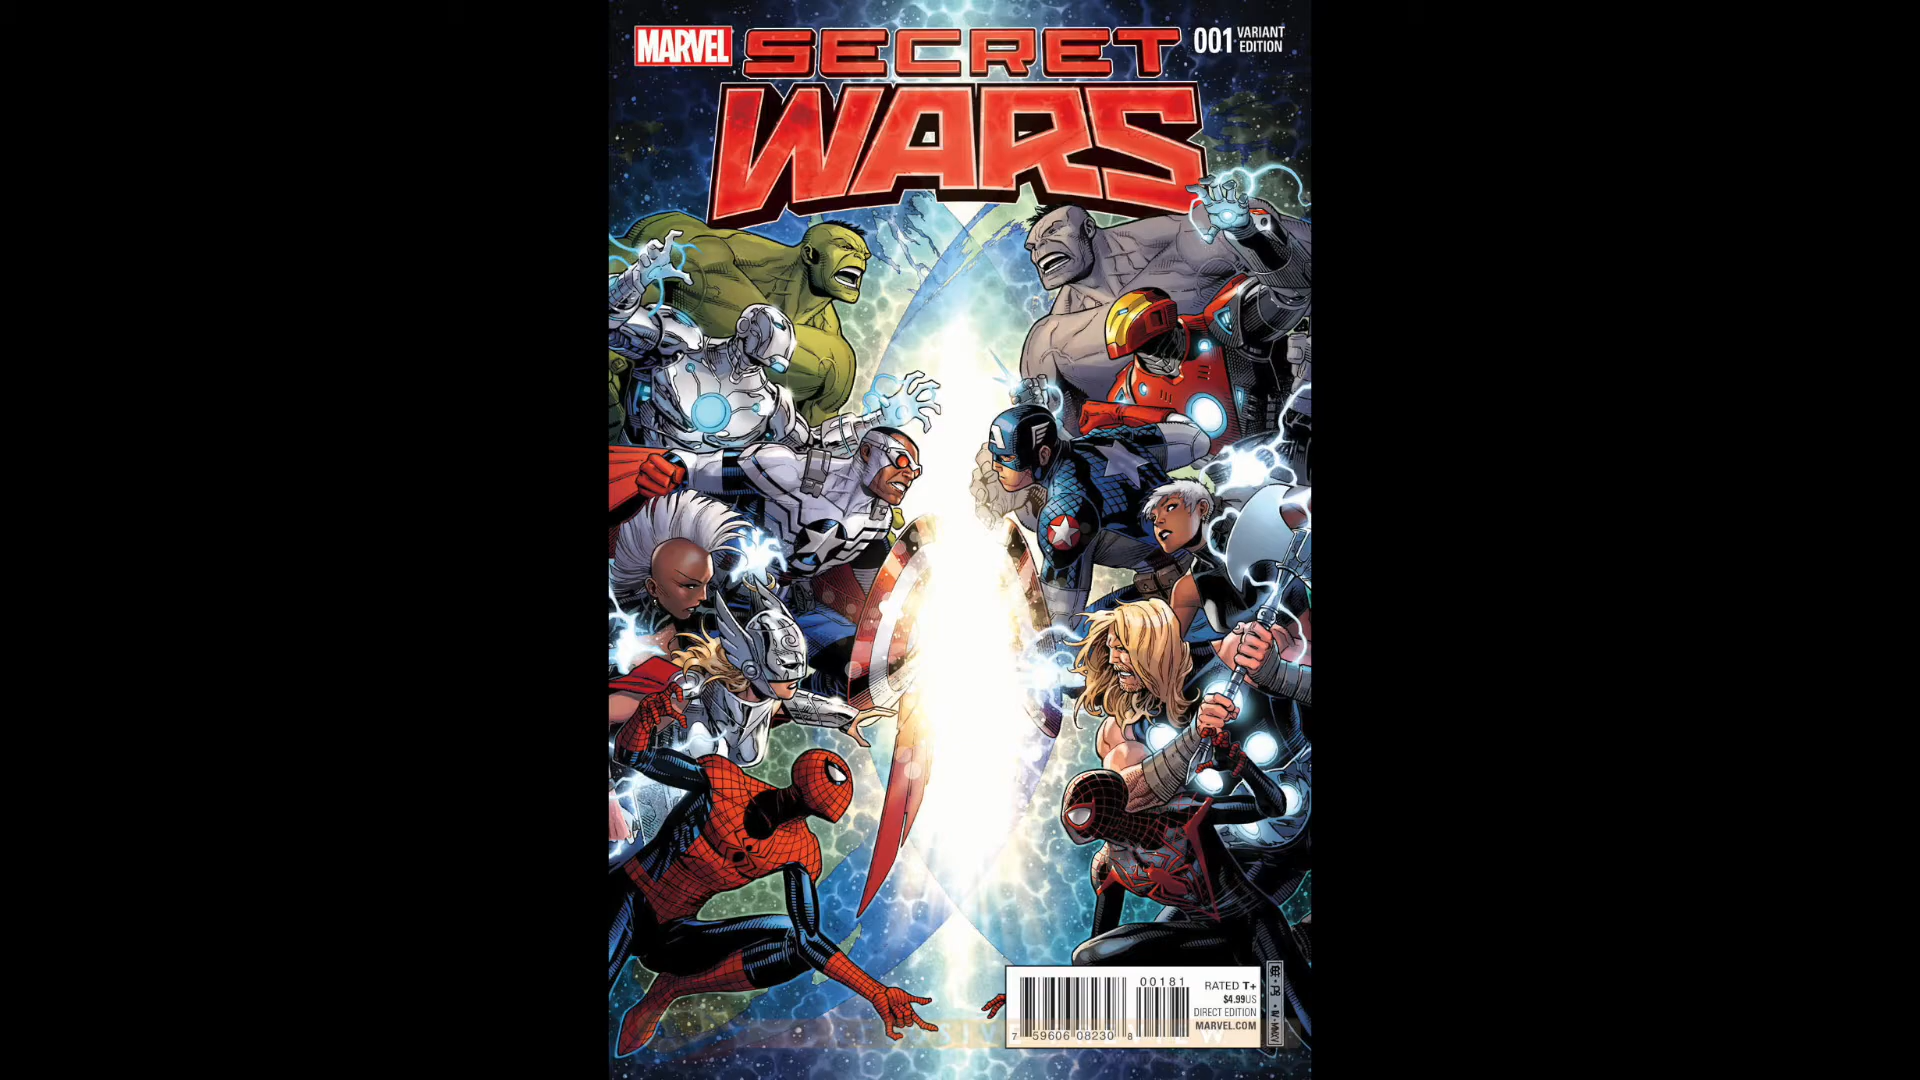 MARVEL
SECRET
WARS
001 VARIANT
EDITION
00181
RATED T+
$4.99US
DIRECT EDITION
MARVEL.COM
7 59606 08230 8